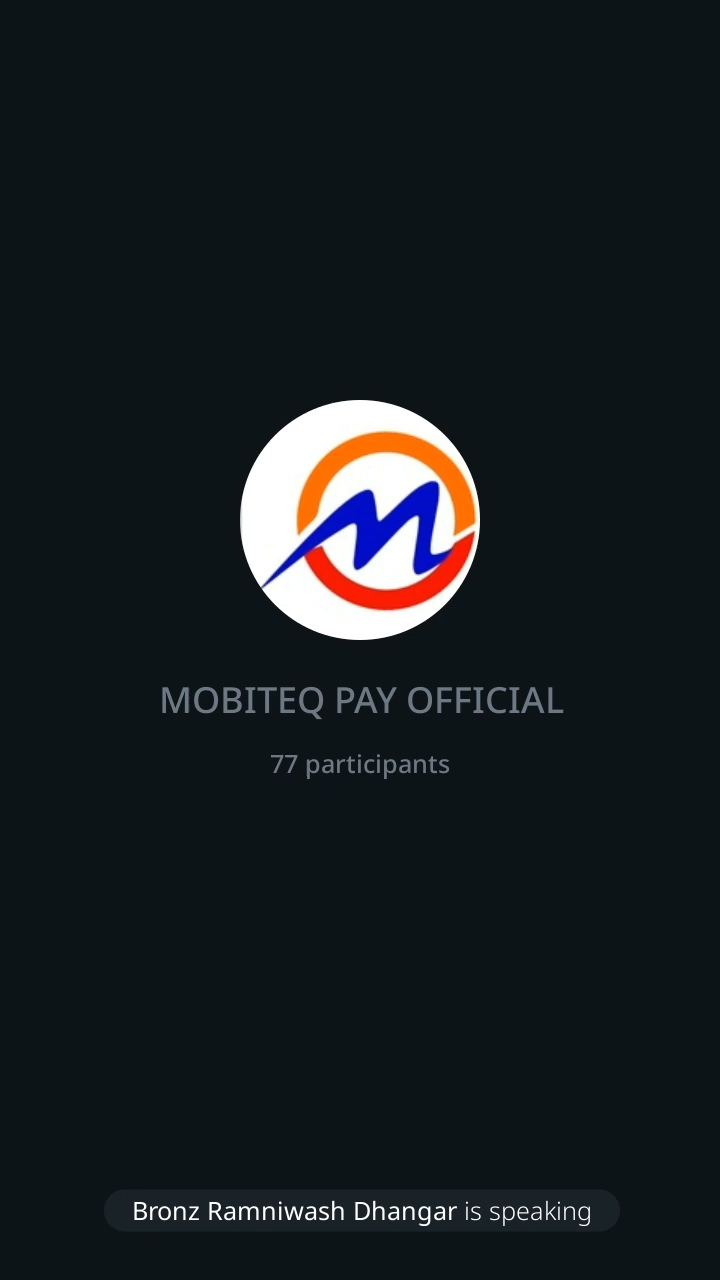 MOBITEQ PAY OFFICIAL
77 participants
Bronz Ramniwash Dhangar is speaking